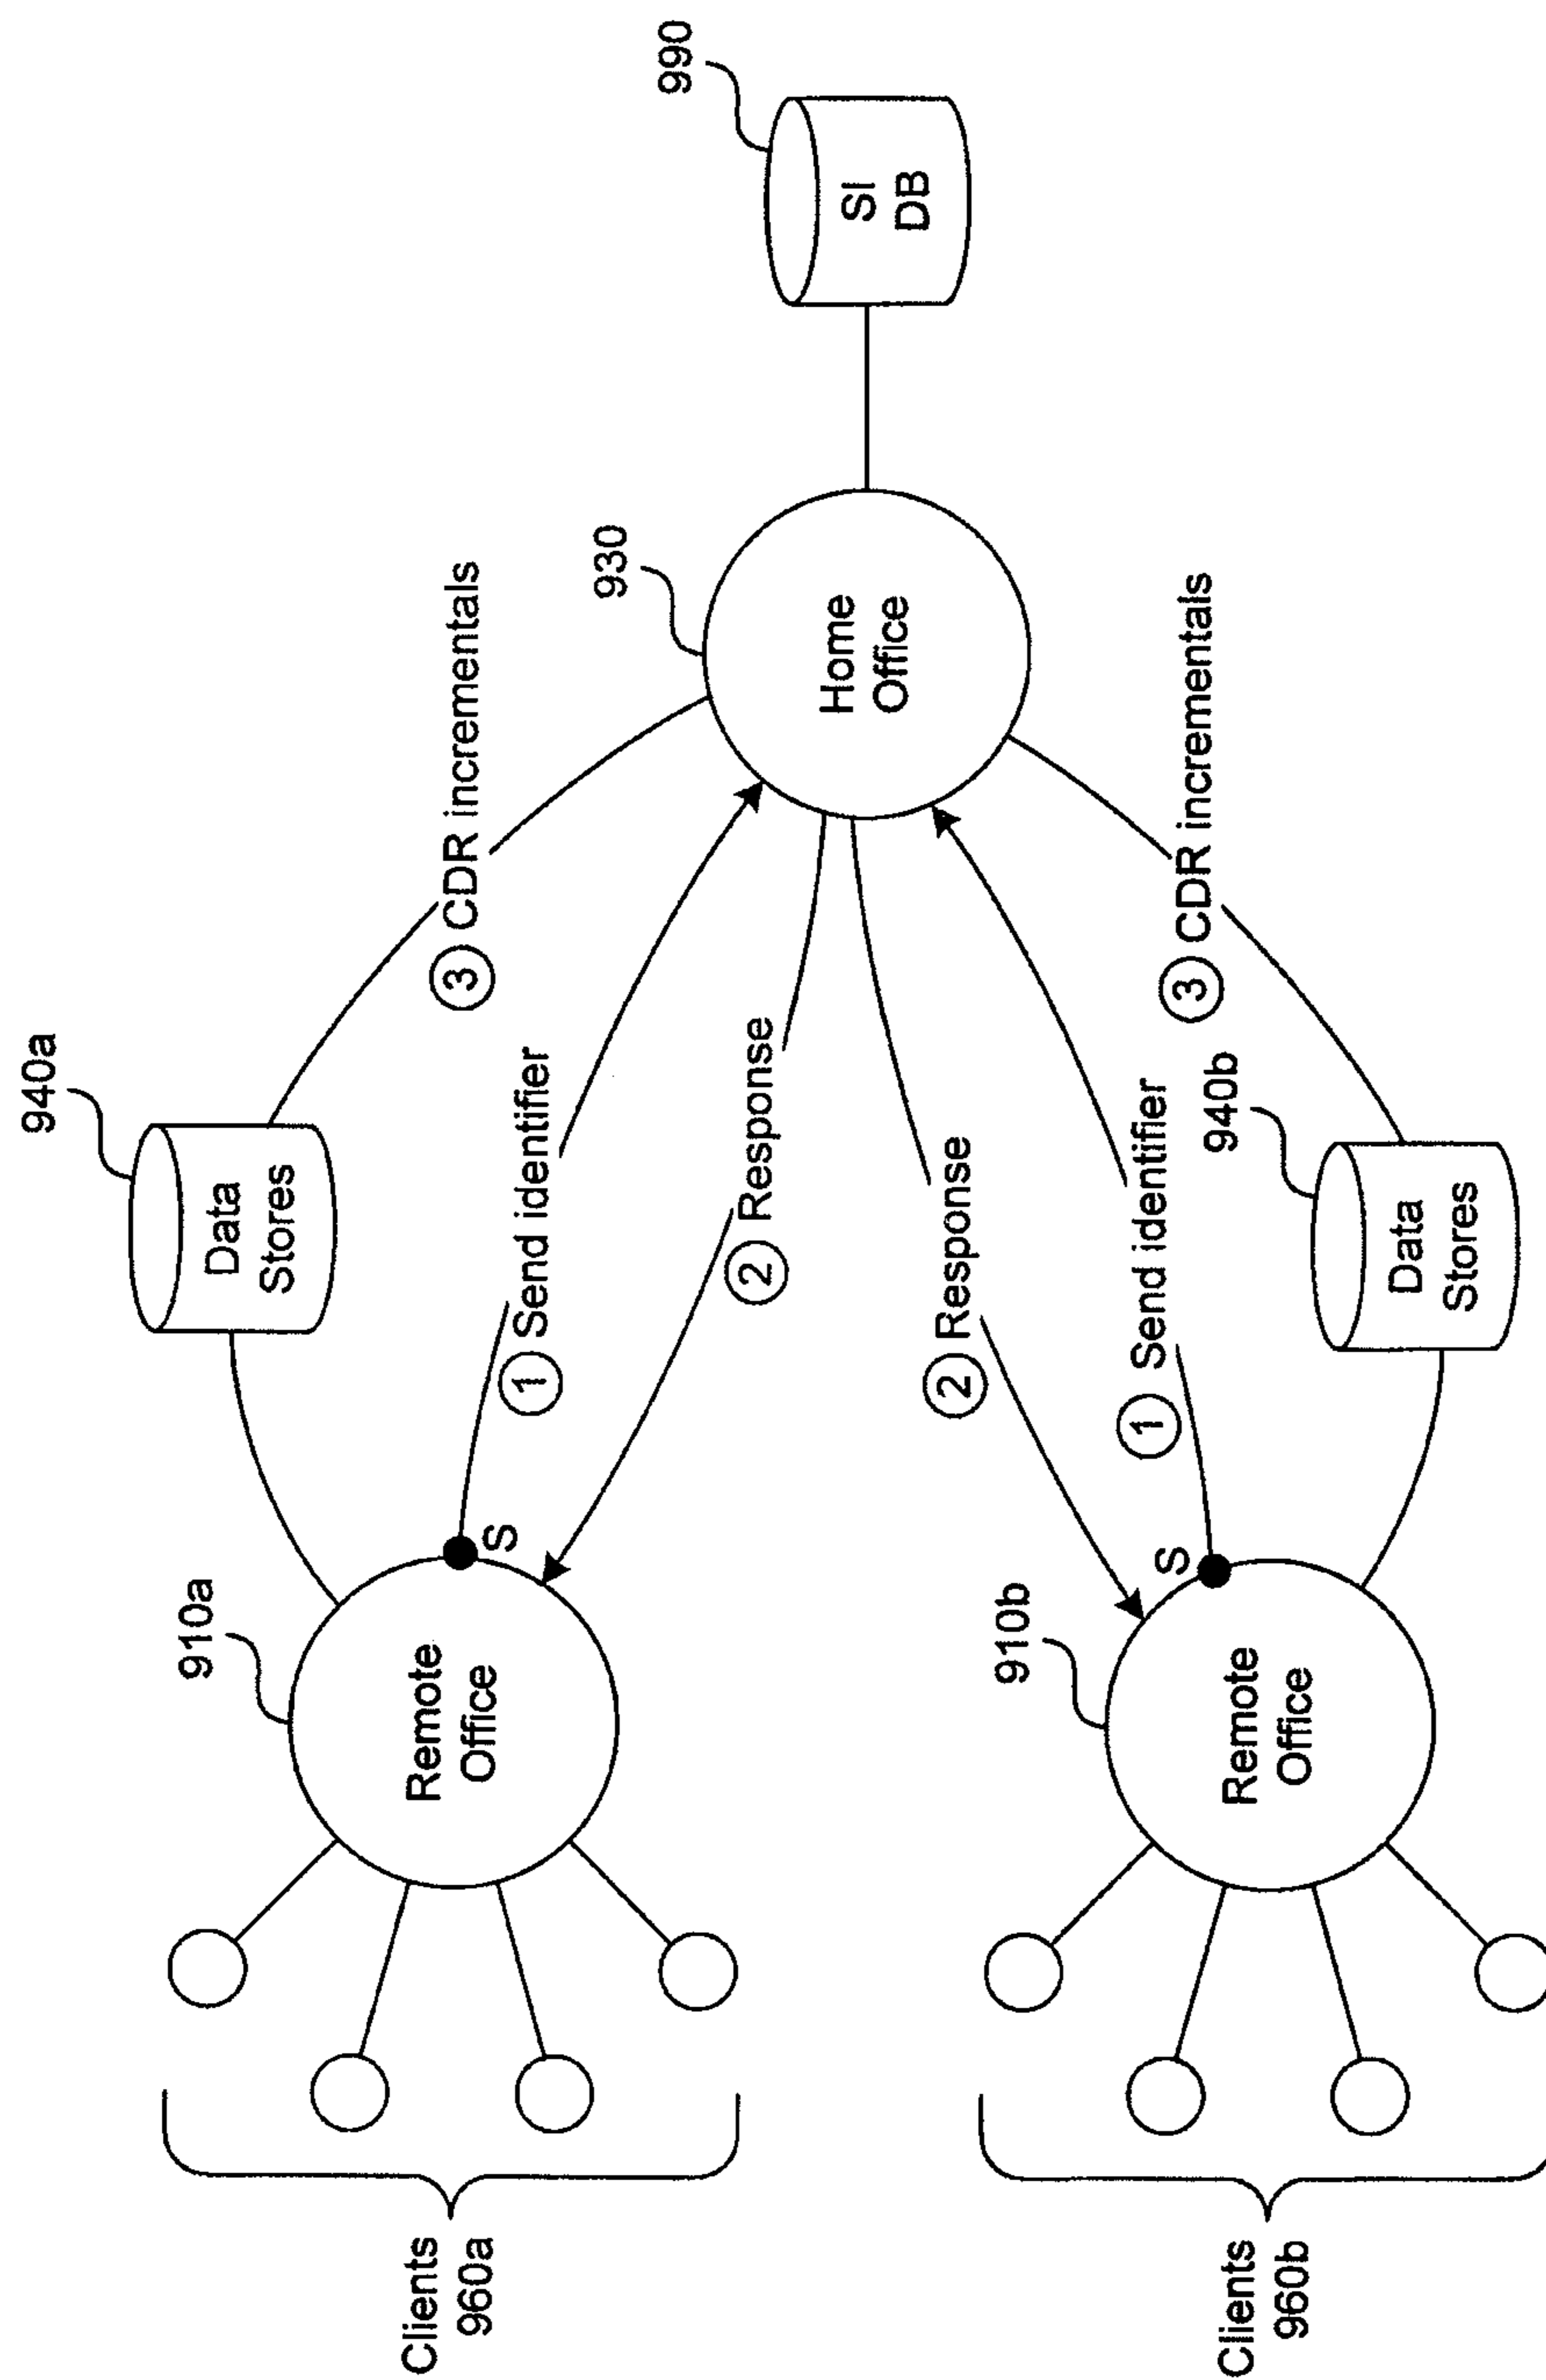 940a
Data
Stores
③ CDR incrementals
910a
Remote
Office
S
① Send identifier
② Response
Clients
960a
930
Home
Office
990
SI
DB
② Response
① Send identifier
910b
Remote
Office
S
940b
Data
Stores
③ CDR incrementals
Clients
960b